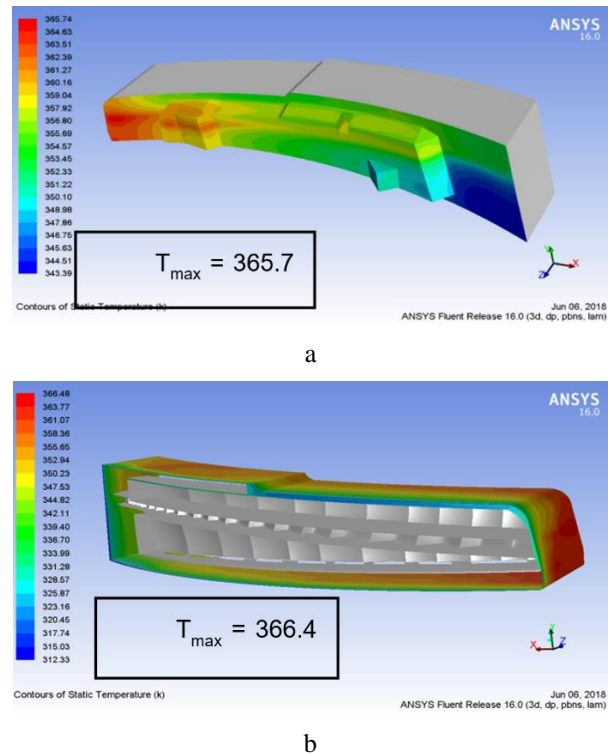 365.74
364.63
363.51
362.39
361.27
360.16
359.04
357.92
356.80
355.69
354.57
353.45
352.33
351.22
350.10
348.98
347.86
346.75
345.63
344.51
343.39
ANSYS
16.0
Tmax = 365.7
Y
X
Z
Contours of Static Temperature (k)
Jun 06, 2018
ANSYS Fluent Release 16.0 (3d, dp, pbns, lam)
a
366.48
363.77
361.07
358.36
355.65
352.94
350.23
347.53
344.82
342.11
339.40
336.70
333.99
331.28
328.57
325.87
323.16
320.45
317.74
315.03
312.33
ANSYS
16.0
Tmax = 366.4
Y
X
Z
Contours of Static Temperature (k)
Jun 06, 2018
ANSYS Fluent Release 16.0 (3d, dp, pbns, lam)
b